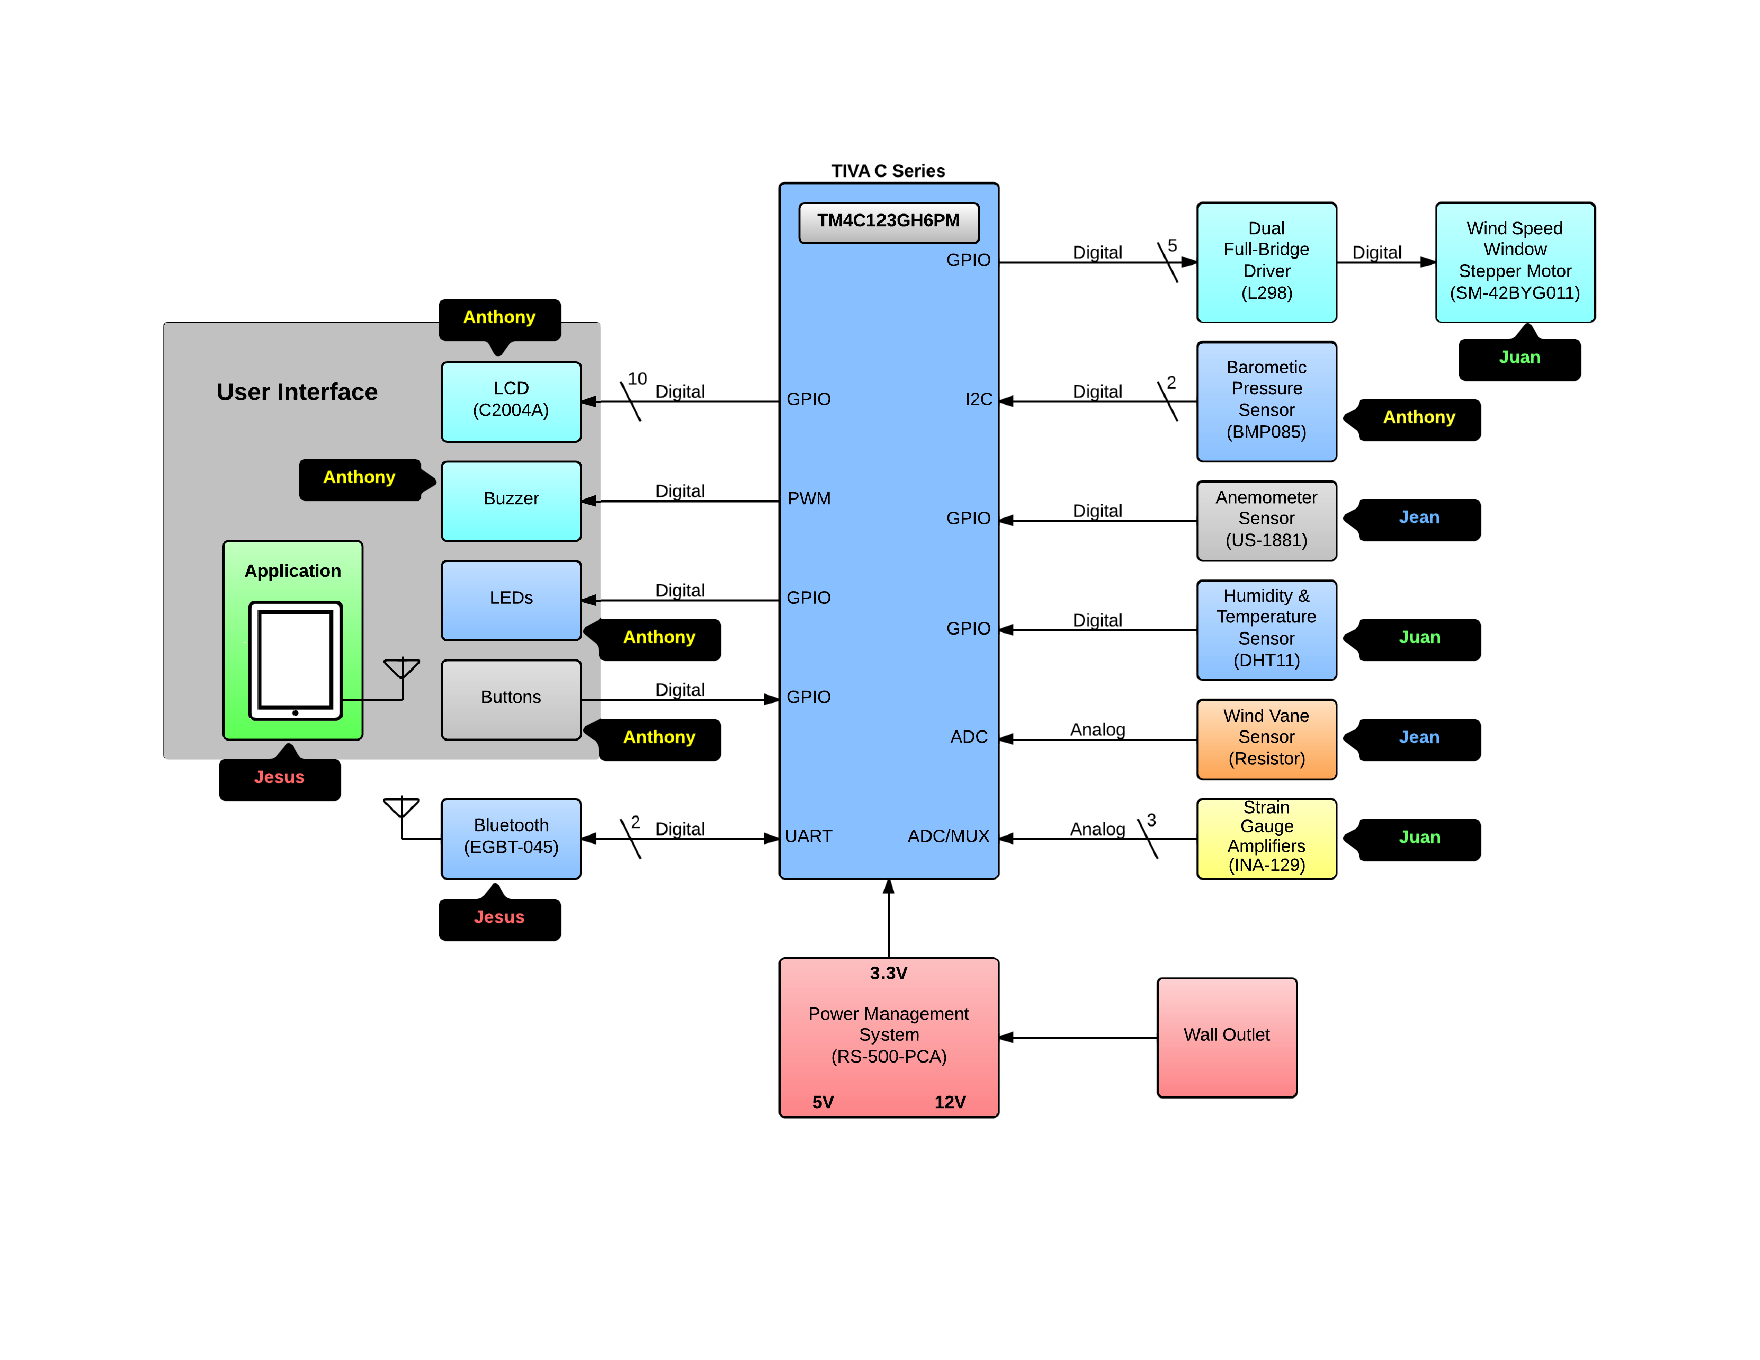 TIVA C Series
TM4C123GH6PM
GPIO
Digital
5
Dual
Full-Bridge
Driver
(L298)
Digital
Wind Speed
Window
Stepper Motor
(SM-42BYG011)
Juan
User Interface
Anthony
LCD
(C2004A)
10
Digital
GPIO
I2C
Digital
2
Barometic
Pressure
Sensor
(BMP085)
Anthony
Anthony
Buzzer
Digital
PWM
GPIO
Digital
Anemometer
Sensor
(US-1881)
Jean
Application
LEDs
Digital
GPIO
Anthony
GPIO
Digital
Humidity &
Temperature
Sensor
(DHT11)
Juan
Buttons
Digital
GPIO
Anthony
ADC
Analog
Wind Vane
Sensor
(Resistor)
Jean
Jesus
Bluetooth
(EGBT-045)
2
Digital
UART
Jesus
ADC/MUX
Analog
3
Strain
Gauge
Amplifiers
(INA-129)
Juan
3.3V
Power Management
System
(RS-500-PCA)
5V
12V
Wall Outlet